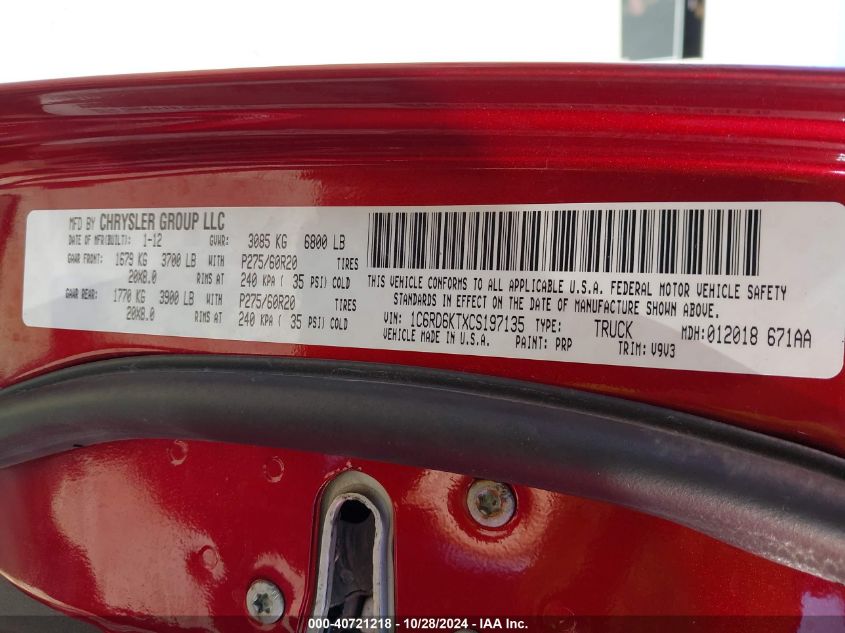 MFD BY CHRYSLER GROUP LLC
DATE OF MFR(BUILT): 1-12 GVWR: 3085 KG 6800 LB
GAWR FRONT: 1679 KG 3700 LB WITH P275/60R20 TIRES
20X8.0 RIMS AT 240 KPA ( 35 PSI) COLD
GAWR REAR: 1770 KG 3900 LB WITH P275/60R20 TIRES
20X8.0 RIMS AT 240 KPA ( 35 PSI) COLD
THIS VEHICLE CONFORMS TO ALL APPLICABLE U.S.A. FEDERAL MOTOR VEHICLE SAFETY
STANDARDS IN EFFECT ON THE DATE OF MANUFACTURE SHOWN ABOVE.
VIN: 1C6RD6KTXCS197135 TYPE: TRUCK MDH:012018 671AA
VEHICLE MADE IN U.S.A. PAINT: PRP TRIM: V9V3
000-40721218 | 10/28/2024 - IAA Inc.